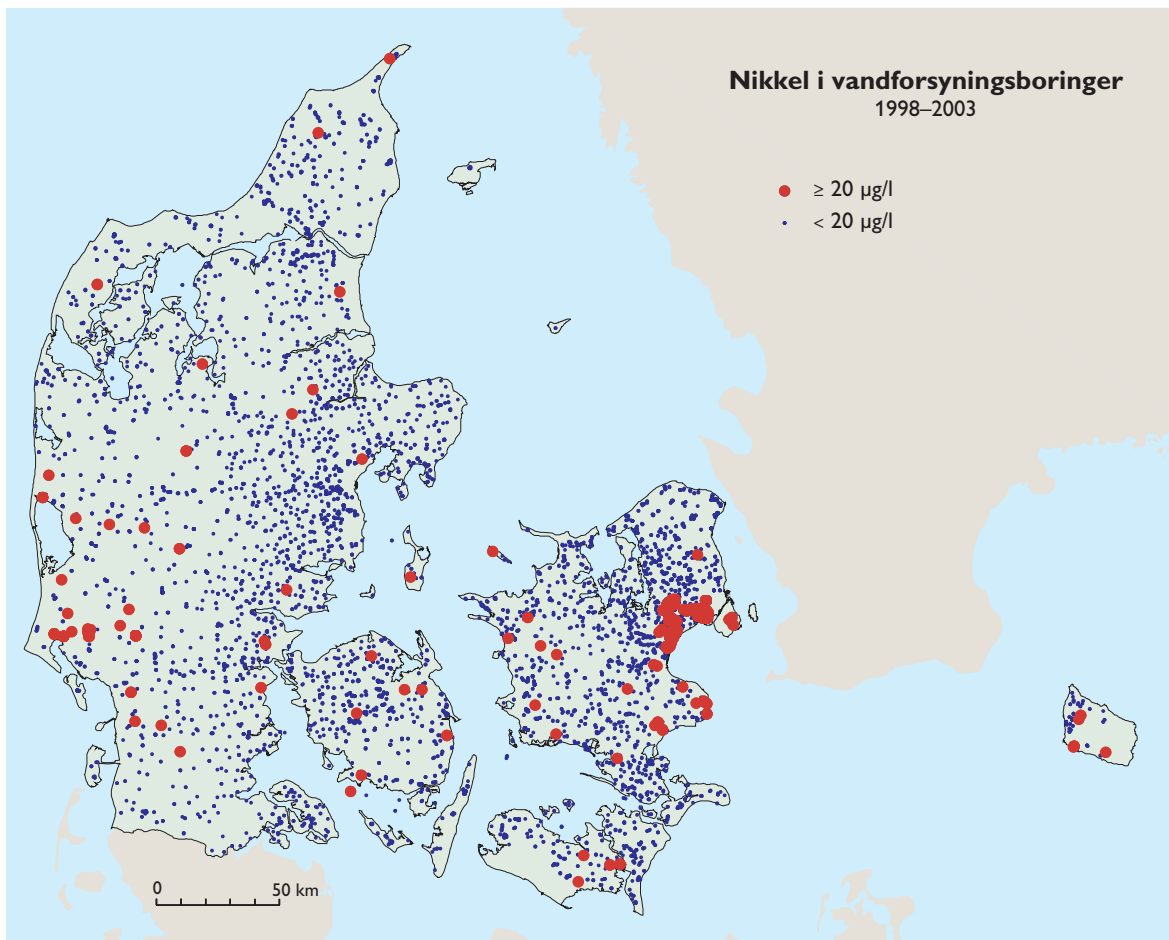 Nikkel i vandforsyningsboringer
1998–2003
≥ 20 µg/l
< 20 µg/l
0 50 km